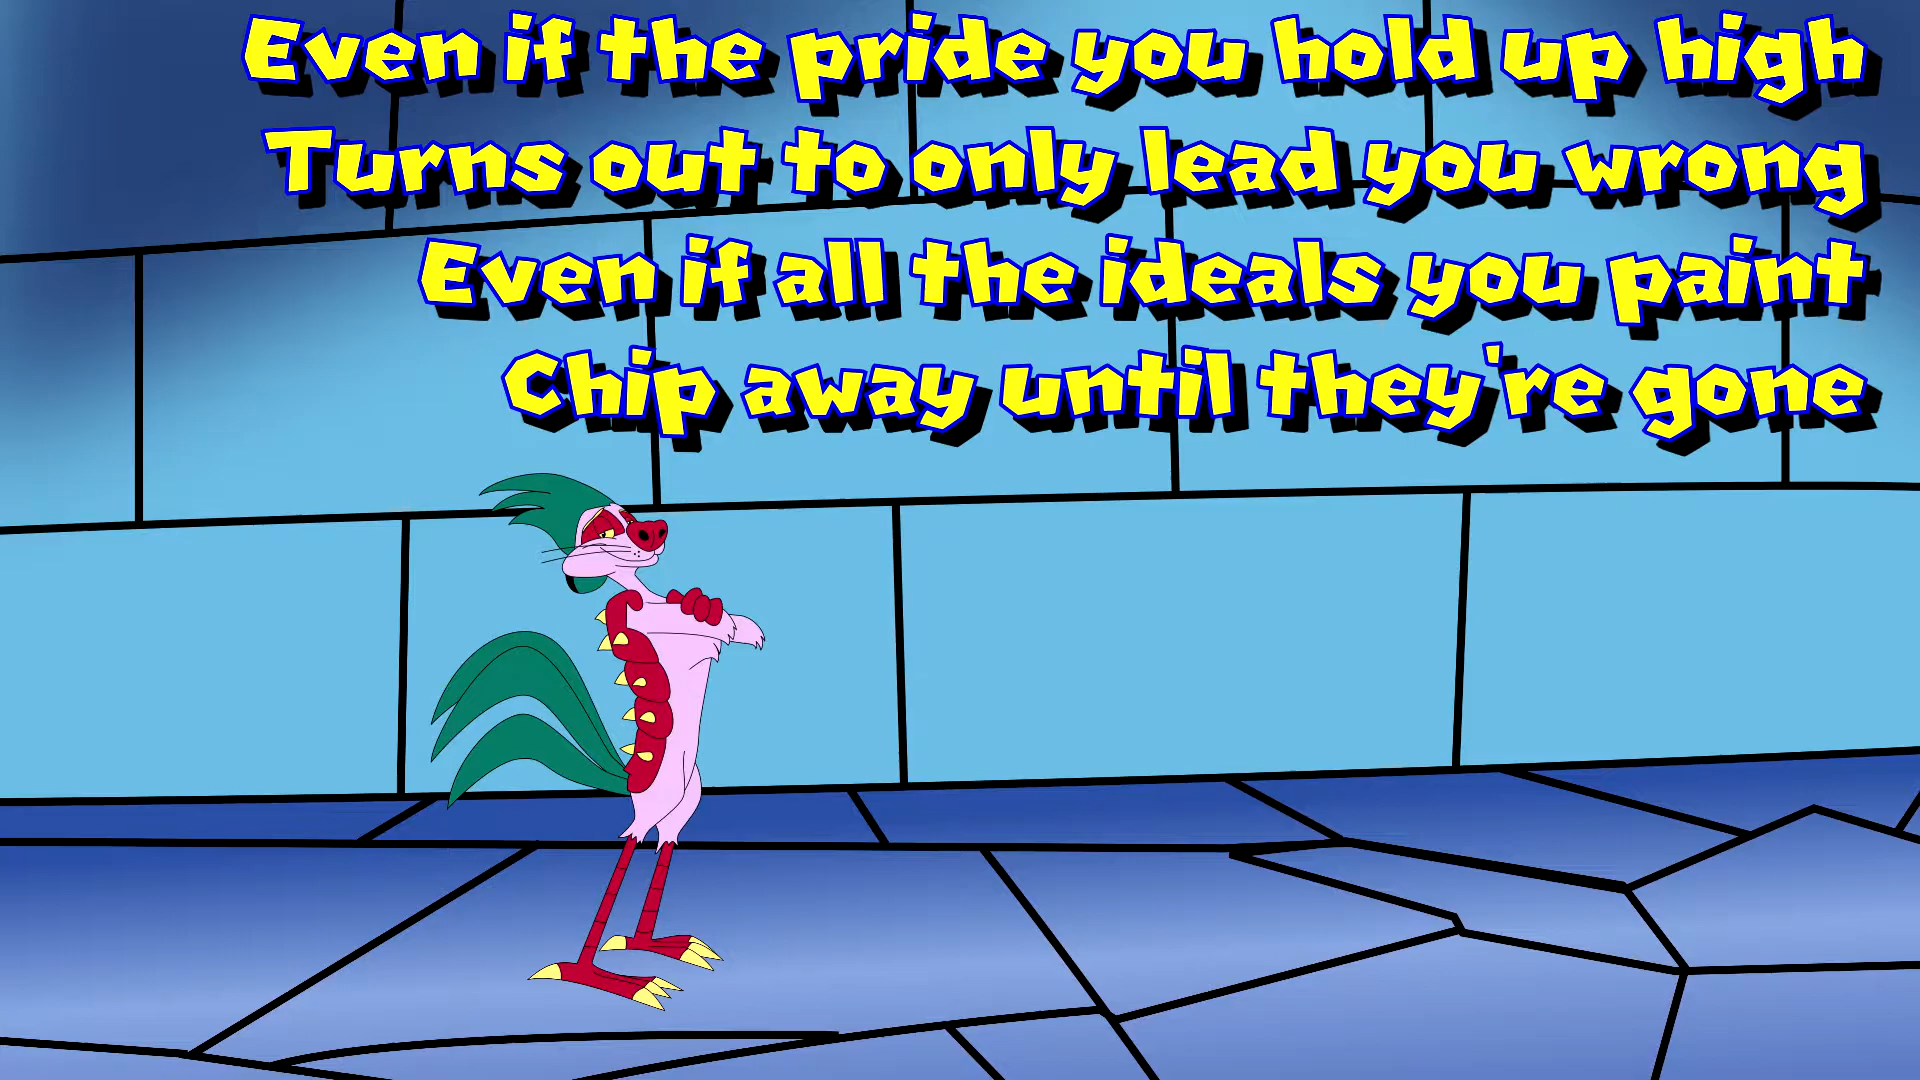 Even if the pride you hold up high
Turns out to only lead you wrong
Even if all the ideals you paint
Chip away until they're gone